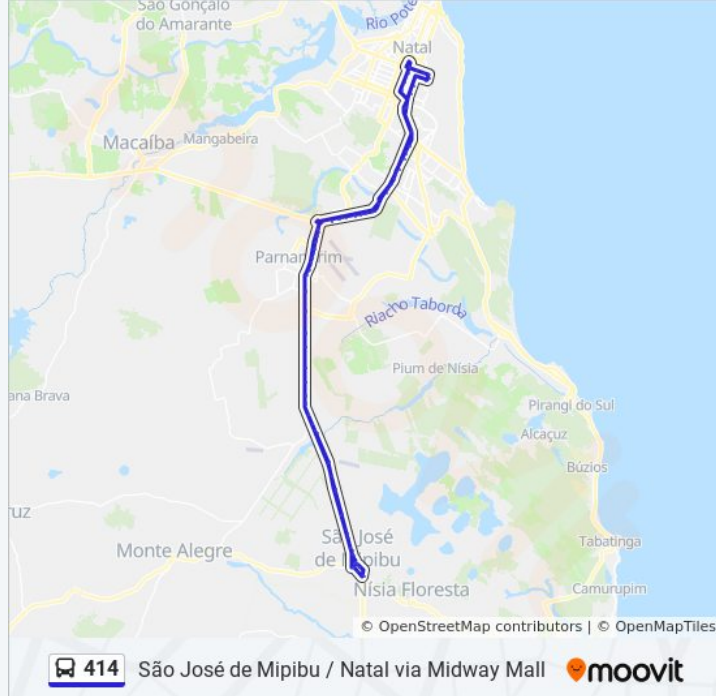 São Gonçalo
do Amarante
Rio Pote
Natal
Macaíba
Mangabeira
Parnamirim
Riacho Taborda
Pium de Nísia
ana Brava
Pirangi do Sul
Alcaçuz
Búzios
ruz
São José
de Mipibu
Monte Alegre
Tabatinga
Nísia Floresta
Camurupim
© OpenStreetMap contributors | © OpenMapTiles
414 São José de Mipibu / Natal via Midway Mall moovit